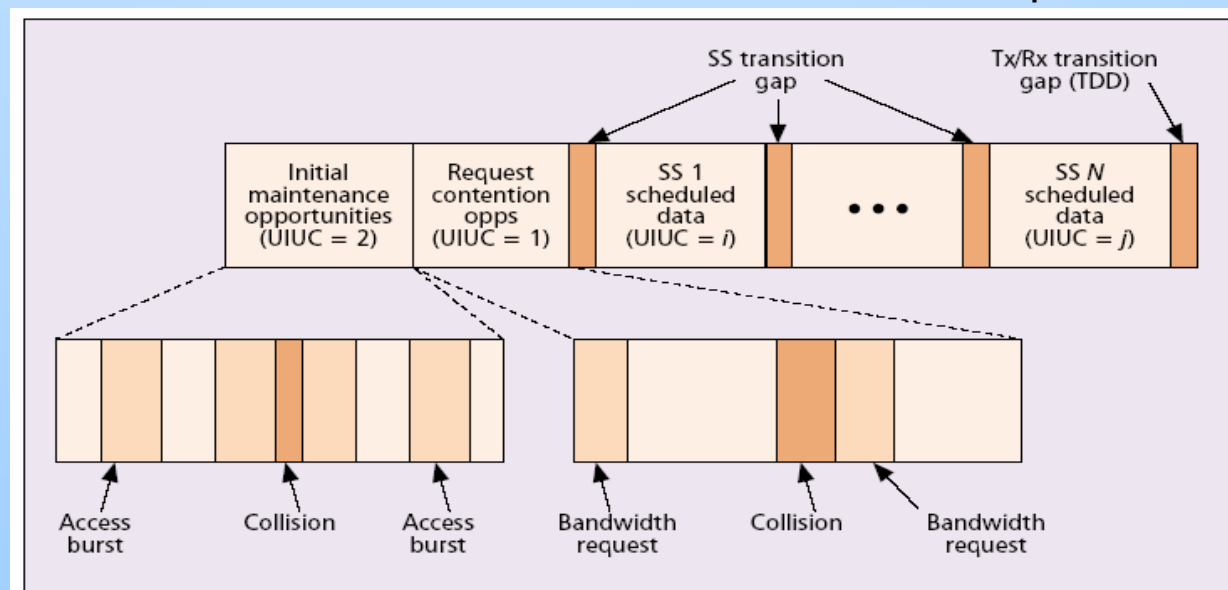 SS transition
gap
Tx/Rx transition
gap (TDD)
Initial
maintenance
opportunities
(UIUC = 2)
Request
contention
opps
(UIUC = 1)
SS 1
scheduled
data
(UIUC = i)
• • •
SS N
scheduled
data
(UIUC = j)
Access
burst
Collision
Access
burst
Bandwidth
request
Collision
Bandwidth
request